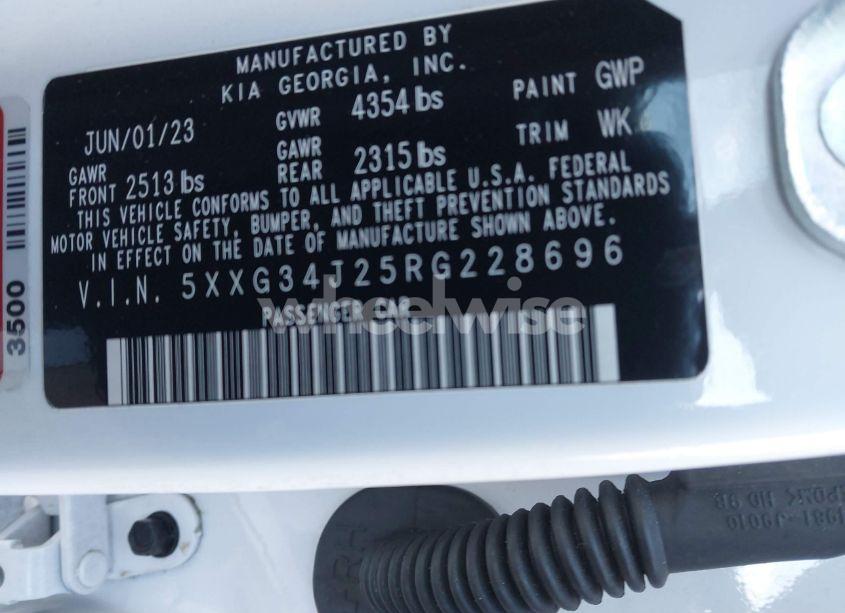 MANUFACTURED BY
KIA GEORGIA, INC.
JUN/01/23
GVWR 4354 lbs
PAINT GWP
GAWR FRONT 2513 lbs
GAWR REAR 2315 lbs
TRIM WK
THIS VEHICLE CONFORMS TO ALL APPLICABLE U.S.A. FEDERAL
MOTOR VEHICLE SAFETY, BUMPER, AND THEFT PREVENTION STANDARDS
IN EFFECT ON THE DATE OF MANUFACTURE SHOWN ABOVE.
V.I.N. 5XXG34J25RG228696
PASSENGER CAR
wheelwise
3500